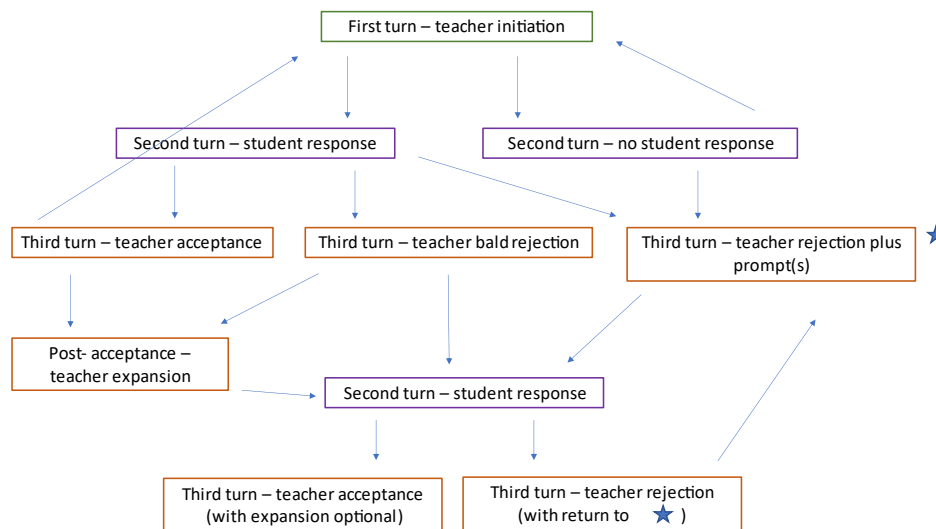 First turn – teacher initiation
Second turn – student response
Second turn – no student response
Third turn – teacher acceptance
Third turn – teacher bald rejection
Third turn – teacher rejection plus
prompt(s)
Post- acceptance –
teacher expansion
Second turn – student response
Third turn – teacher acceptance
(with expansion optional)
Third turn – teacher rejection
(with return to )